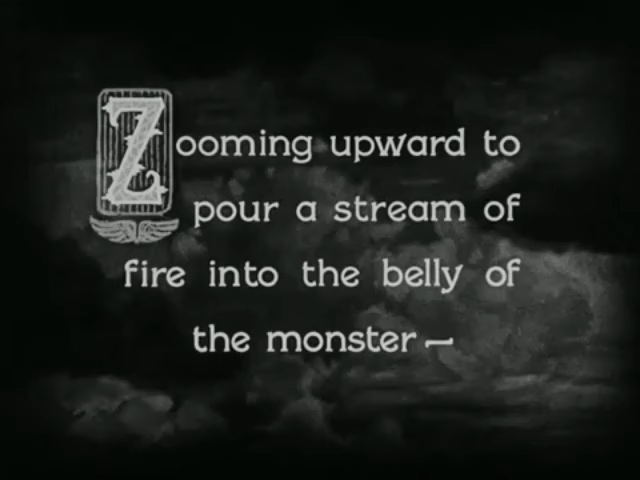 Zooming upward to
pour a stream of
fire into the belly of
the monster—